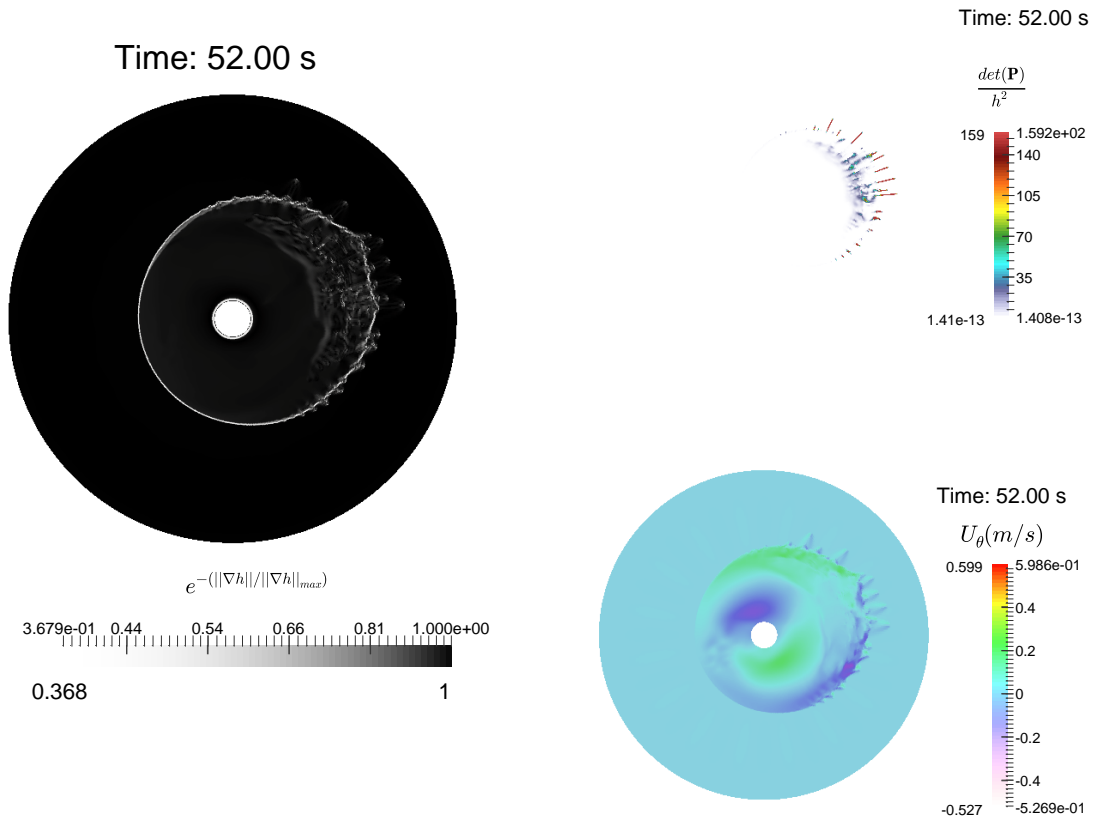 Time: 52.00 s
e^{-(||∇h||/||∇h||_{max})}
3.679e-01 0.44 0.54 0.66 0.81 1.000e+00
0.368 1
Time: 52.00 s
det(P)
h²
159 1.592e+02
140
105
70
35
1.41e-13 1.408e-13
Time: 52.00 s
U_θ(m/s)
0.599 5.986e-01
0.4
0.2
0
-0.2
-0.4
-0.527 -5.269e-01